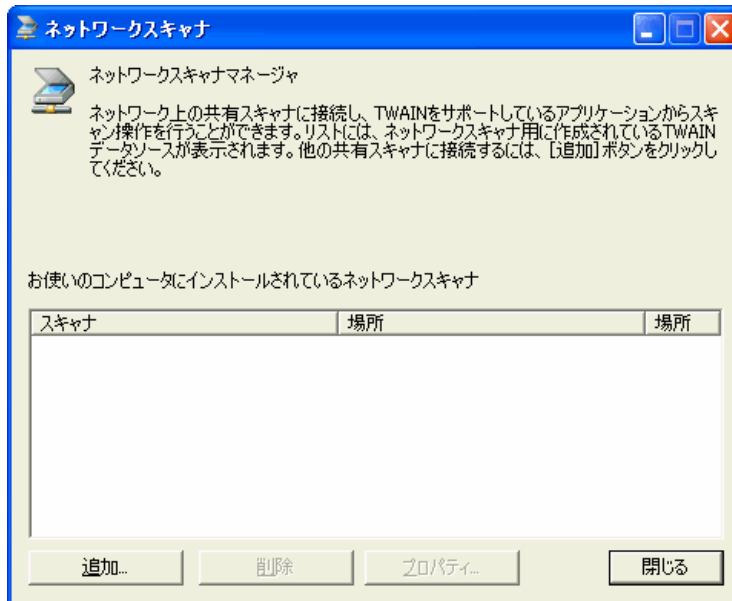 ネットワークスキャナ
ネットワークスキャナマネージャ
ネットワーク上の共有スキャナに接続し、TWAINをサポートしているアプリケーションからスキ
ャン操作を行うことができます。リストには、ネットワークスキャナ用に作成されているTWAIN
データソースが表示されます。他の共有スキャナに接続するには、[追加]ボタンをクリックし
てください。
お使いのコンピュータにインストールされているネットワークスキャナ
スキャナ 場所 場所
追加... 削除 プロパティ... 閉じる